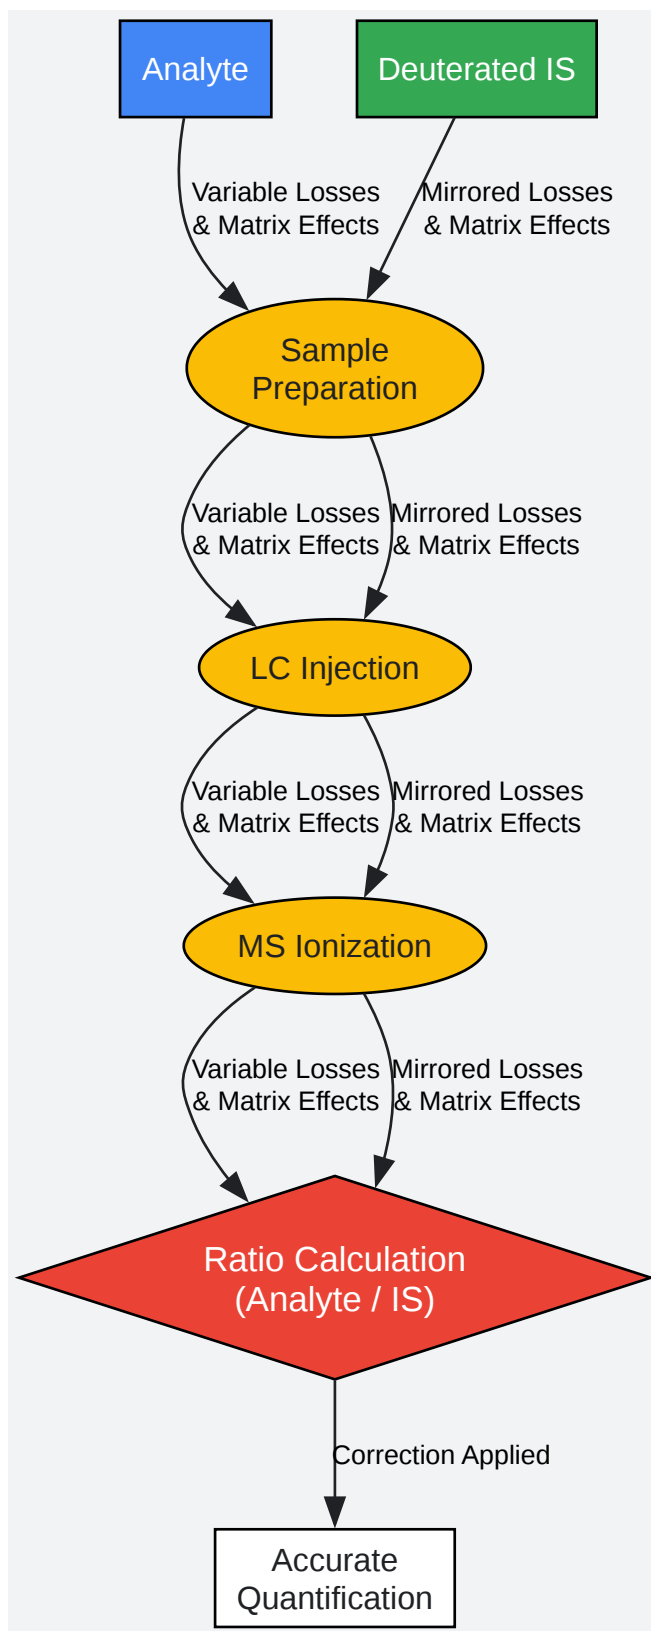 Analyte
Deuterated IS
Variable Losses
& Matrix Effects
Mirrored Losses
& Matrix Effects
Sample
Preparation
Variable Losses
& Matrix Effects
Mirrored Losses
& Matrix Effects
LC Injection
Variable Losses
& Matrix Effects
Mirrored Losses
& Matrix Effects
MS Ionization
Variable Losses
& Matrix Effects
Mirrored Losses
& Matrix Effects
Ratio Calculation
(Analyte / IS)
Correction Applied
Accurate
Quantification